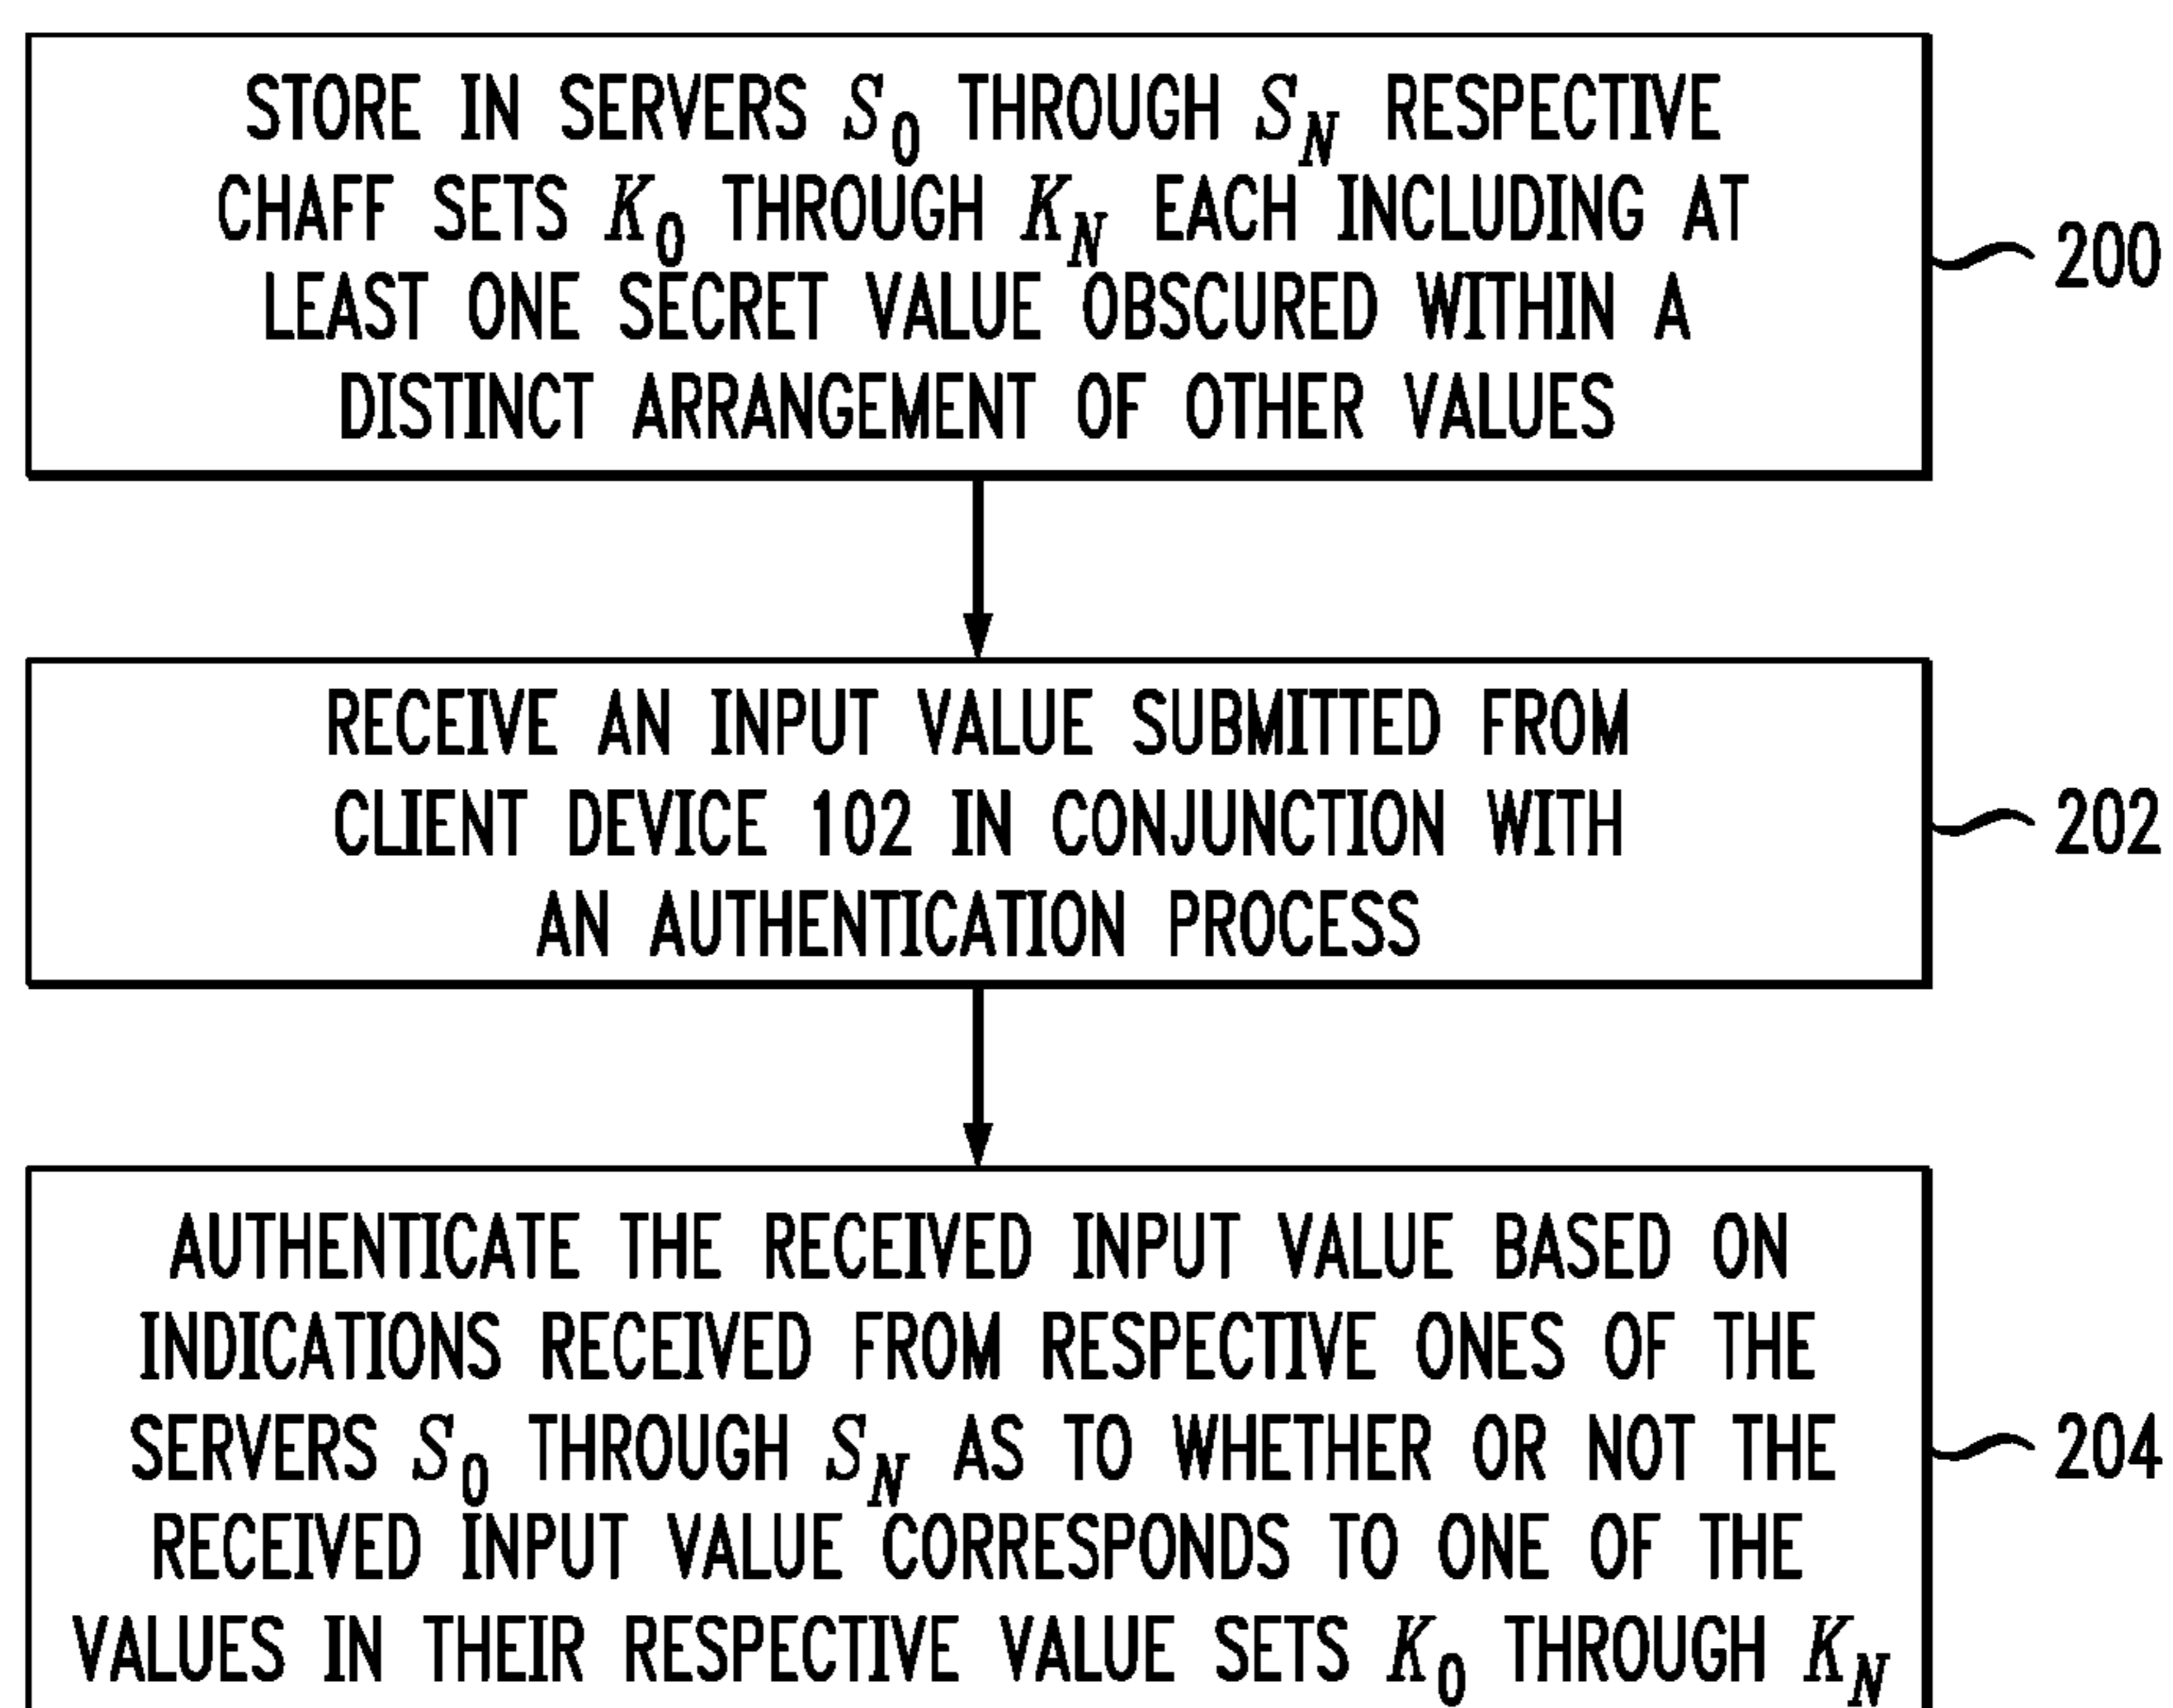 STORE IN SERVERS S0 THROUGH SN RESPECTIVE
CHAFF SETS K0 THROUGH KN EACH INCLUDING AT
LEAST ONE SECRET VALUE OBSCURED WITHIN A
DISTINCT ARRANGEMENT OF OTHER VALUES
200
RECEIVE AN INPUT VALUE SUBMITTED FROM
CLIENT DEVICE 102 IN CONJUNCTION WITH
AN AUTHENTICATION PROCESS
202
AUTHENTICATE THE RECEIVED INPUT VALUE BASED ON
INDICATIONS RECEIVED FROM RESPECTIVE ONES OF THE
SERVERS S0 THROUGH SN AS TO WHETHER OR NOT THE
RECEIVED INPUT VALUE CORRESPONDS TO ONE OF THE
VALUES IN THEIR RESPECTIVE VALUE SETS K0 THROUGH KN
204